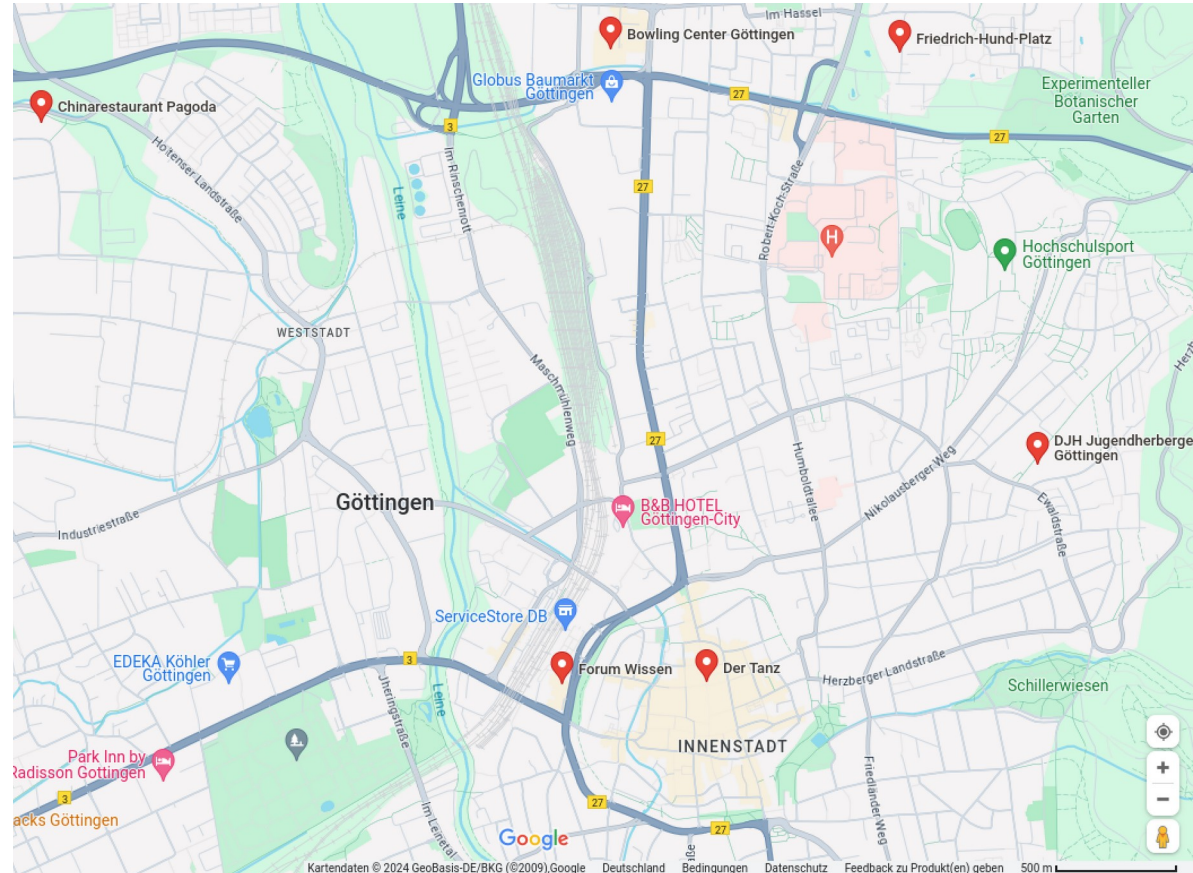 Im Hassel
Bowling Center Göttingen
Friedrich-Hund-Platz
Globus Baumarkt
Göttingen
Experimenteller
Botanischer
Garten
Chinarestaurant Pagoda
27
3
27
Holtenser Landstraße
Im Rinschenrott
Leine
27
Robert-Koch-Straße
H
Hochschulsport
Göttingen
WESTSTADT
Maschmühlenweg
27
DJH Jugendherberge
Göttingen
Humboldtallee
Nikolausberger Weg
Göttingen
B&B HOTEL
Göttingen-City
Industriestraße
Ewaldstraße
ServiceStore DB
EDEKA Köhler
Göttingen
3
Forum Wissen
Der Tanz
Herzberger Landstraße
Schillerwiesen
Jheringstraße
Leine
INNENSTADT
Park Inn by
Radisson Gottingen
3
acks Göttingen
Im Leinetal
27
27
Friedländer Weg
Google
Kartendaten © 2024 GeoBasis-DE/BKG (©2009),Google Deutschland Bedingungen Datenschutz Feedback zu Produkt(en) geben 500 m